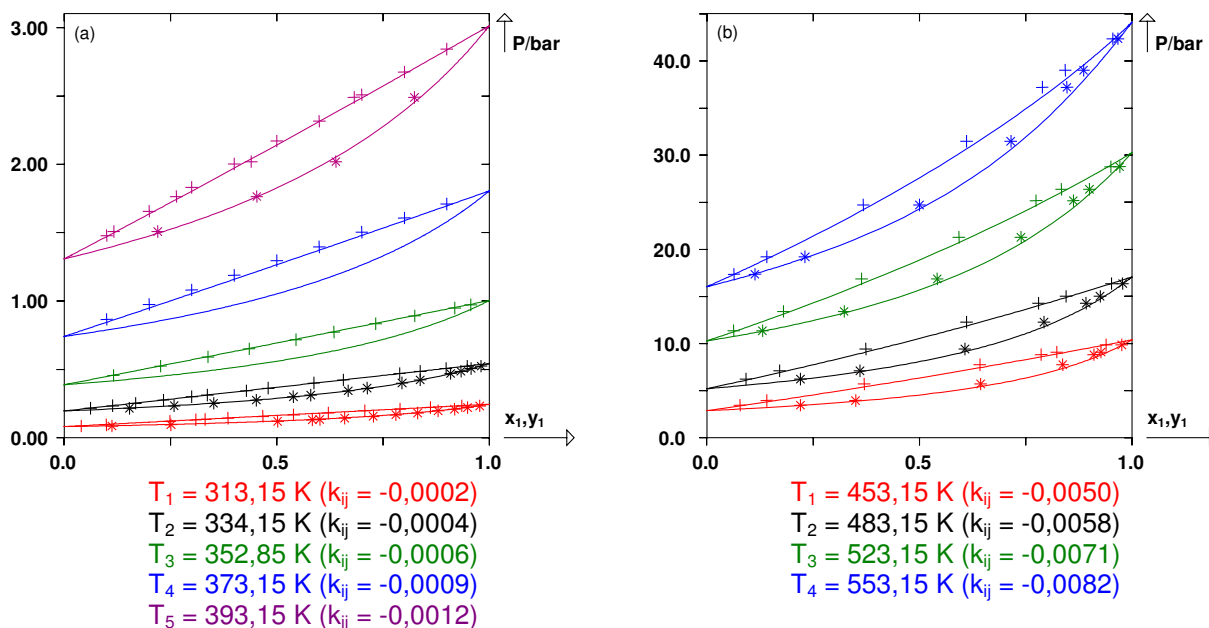 (a)
P/bar
3.00
2.00
1.00
0.00
0.0
0.5
1.0
x₁,y₁
T₁ = 313,15 K (kᵢⱼ = -0,0002)
T₂ = 334,15 K (kᵢⱼ = -0,0004)
T₃ = 352,85 K (kᵢⱼ = -0,0006)
T₄ = 373,15 K (kᵢⱼ = -0,0009)
T₅ = 393,15 K (kᵢⱼ = -0,0012)
(b)
P/bar
40.0
30.0
20.0
10.0
0.0
0.0
0.5
1.0
x₁,y₁
T₁ = 453,15 K (kᵢⱼ = -0,0050)
T₂ = 483,15 K (kᵢⱼ = -0,0058)
T₃ = 523,15 K (kᵢⱼ = -0,0071)
T₄ = 553,15 K (kᵢⱼ = -0,0082)